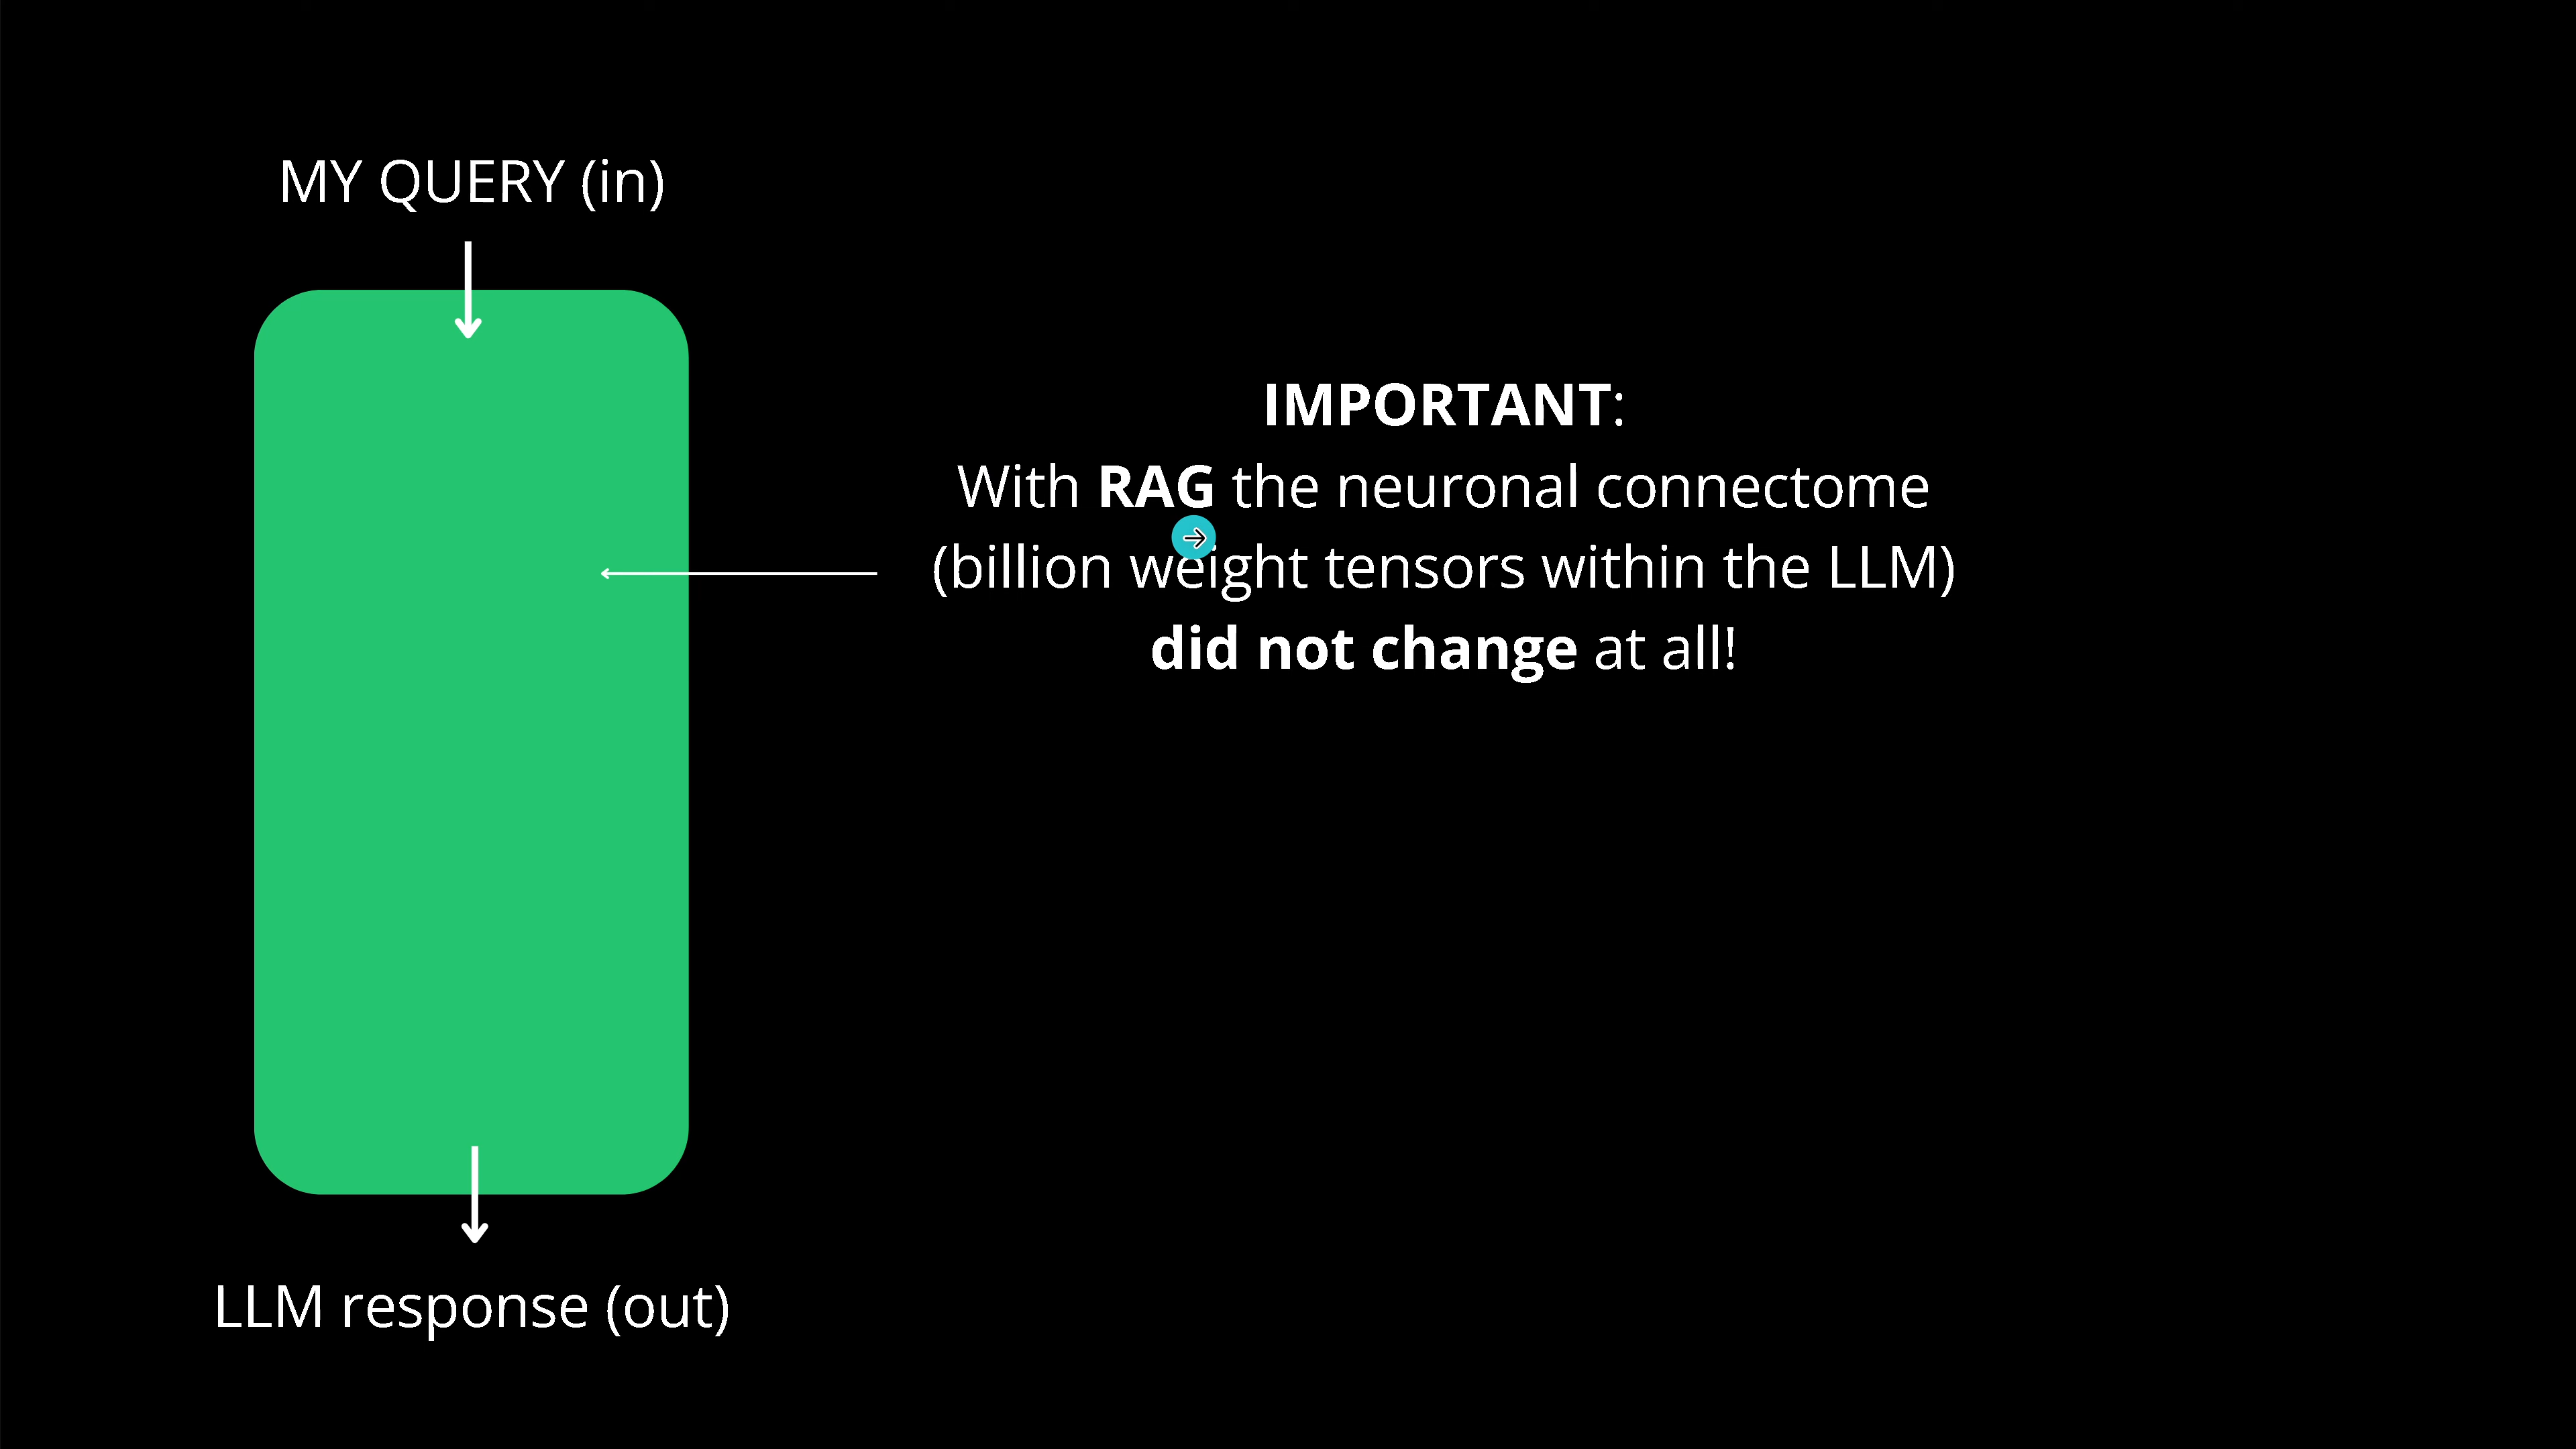 MY QUERY (in)
IMPORTANT:
With RAG the neuronal connectome
(billion weight tensors within the LLM)
did not change at all!
LLM response (out)